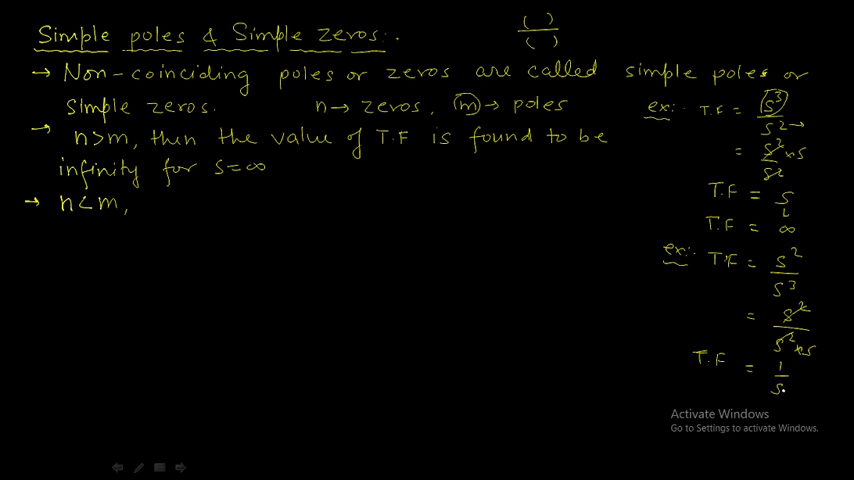 Simple poles & Simple zeros:.
( )
( )
→ Non-coinciding poles or zeros are called simple poles or
simple zeros. n→ zeros, m→ poles
→ n>m, then the value of T.F is found to be
infinity for s=∞
→ n<m,
ex:. T.F = s³
s²→
= s²×s
s²
T.F = s
T.F = ∞
ex:. T.F = s²
s³
= s²
s²×s
T.F = 1
s.
Activate Windows
Go to Settings to activate Windows.